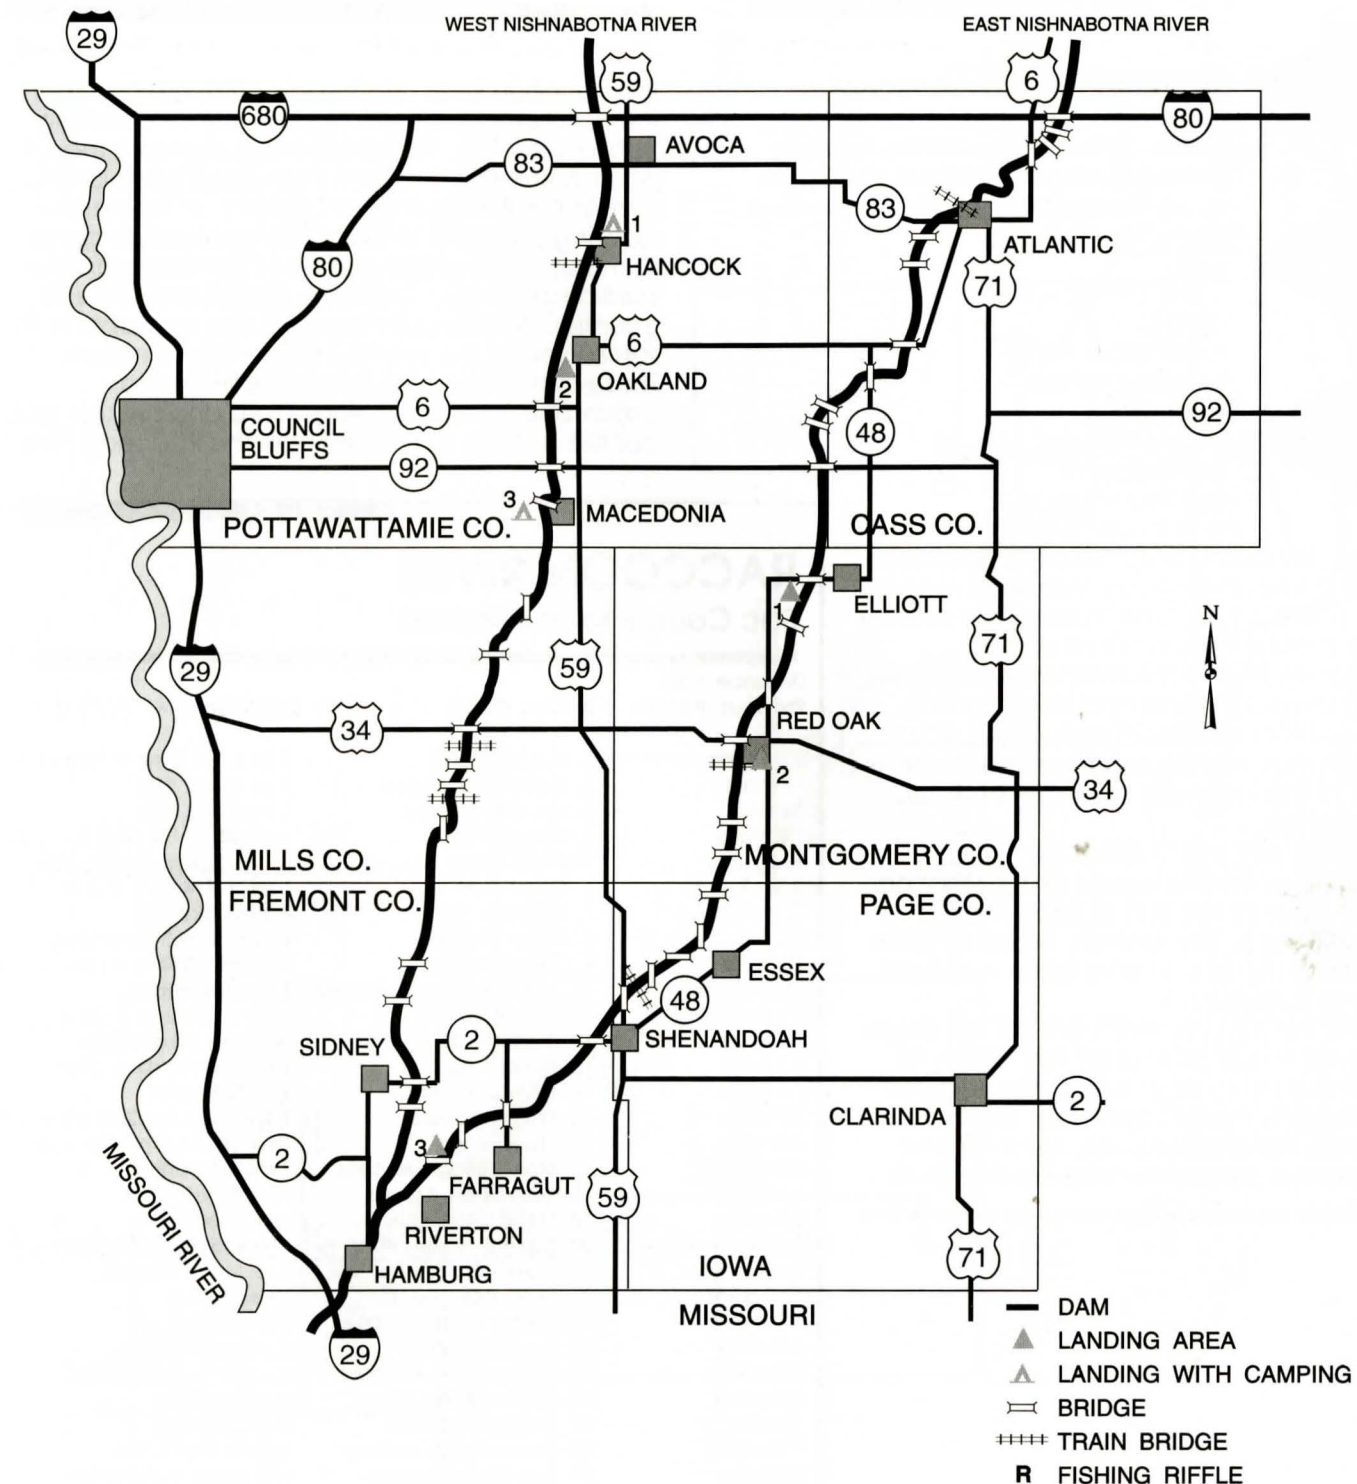 WEST NISHNABOTNA RIVER
EAST NISHNABOTNA RIVER
29
59
6
680
80
AVOCA
83
83
1
ATLANTIC
HANCOCK
80
71
6
OAKLAND
2
6
COUNCIL
BLUFFS
48
92
92
3
MACEDONIA
POTTAWATTAMIE CO.
CASS CO.
ELLIOTT
1
N
71
29
59
RED OAK
34
2
34
MILLS CO.
MONTGOMERY CO.
FREMONT CO.
PAGE CO.
ESSEX
48
SIDNEY
2
SHENANDOAH
CLARINDA
2
3
2
FARRAGUT
59
MISSOURI RIVER
RIVERTON
71
HAMBURG
IOWA
MISSOURI
29
DAM
LANDING AREA
LANDING WITH CAMPING
BRIDGE
TRAIN BRIDGE
R FISHING RIFFLE